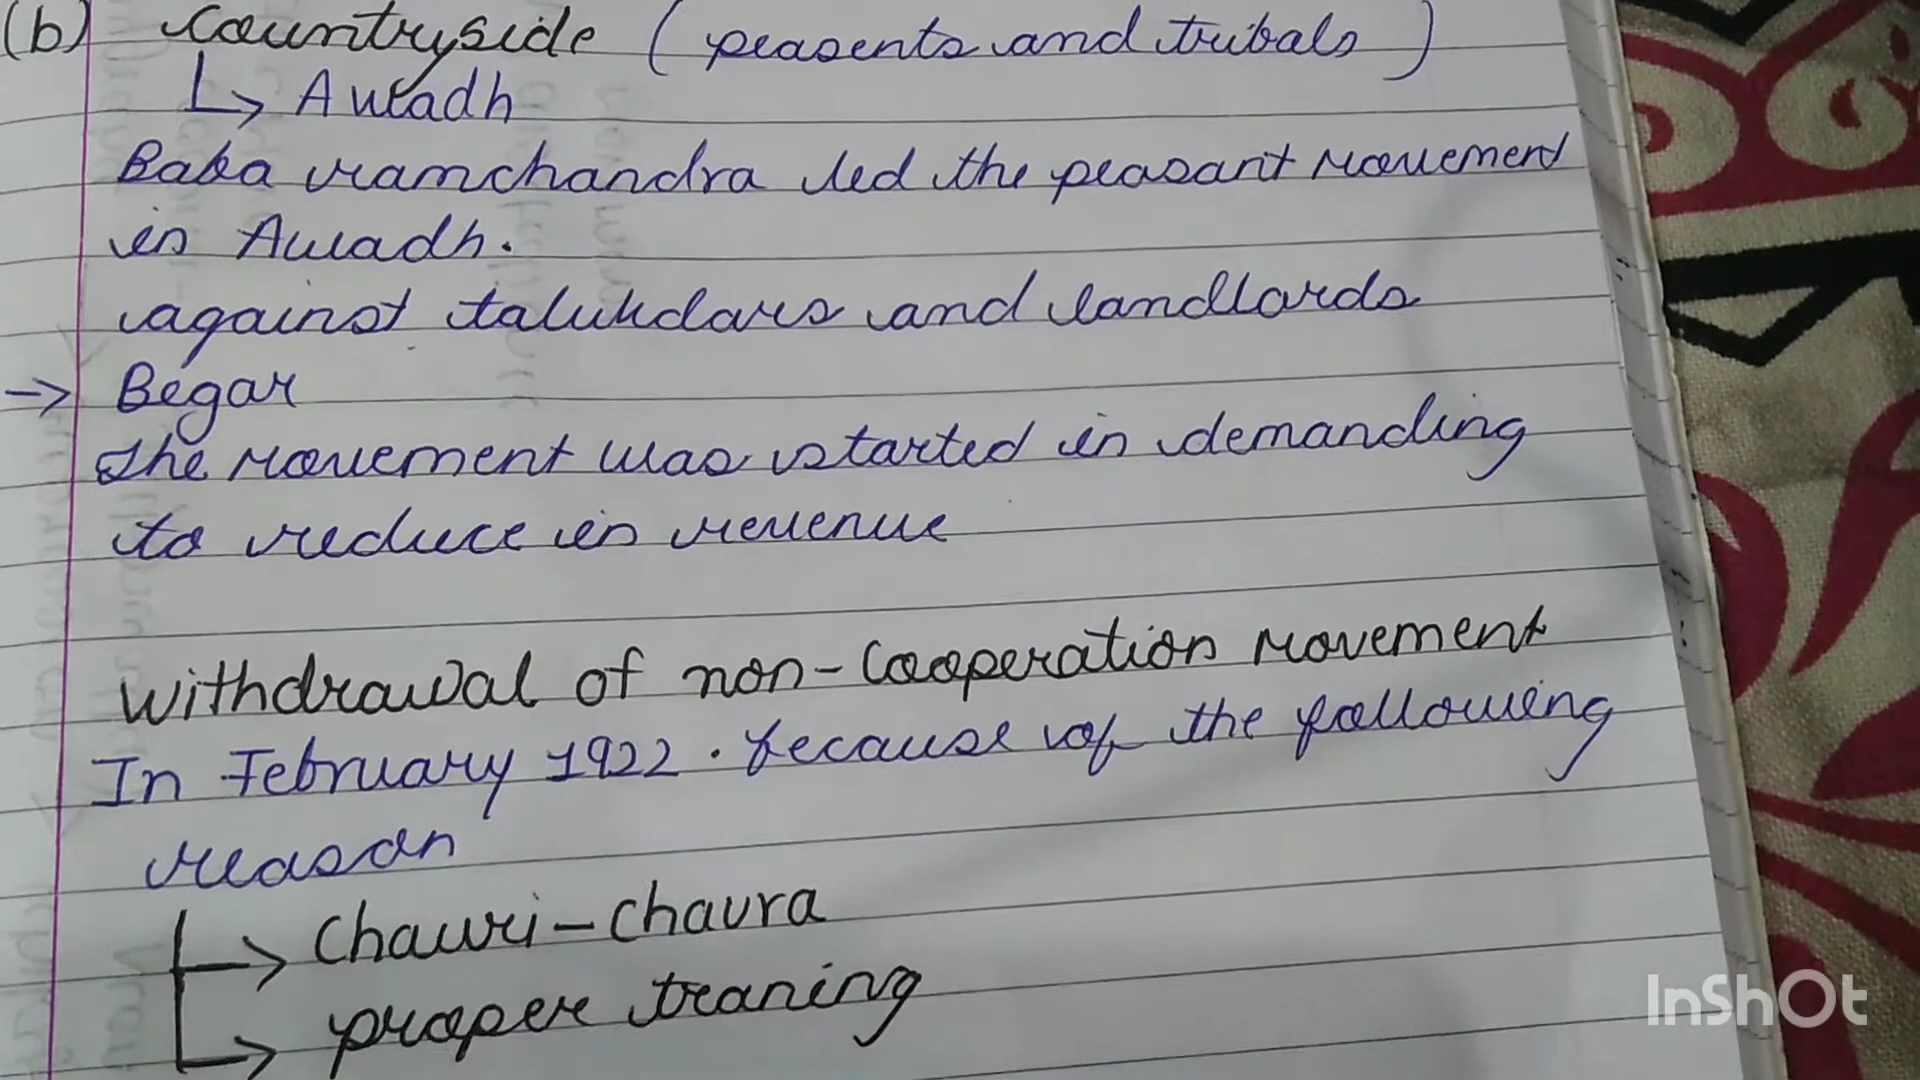 (b) Countryside (peasents and tribals)
↳ Awadh
Baba ramchandra led the peasant movement
in Awadh.
against talukdars and landlards
→ Begar
The movement was started in demanding
to reduce in revenue
Withdrawal of non-Cooperation movement
In February 1922. because of the following
reason
→ Chauri-Chaura
→ proper traning
InShOt